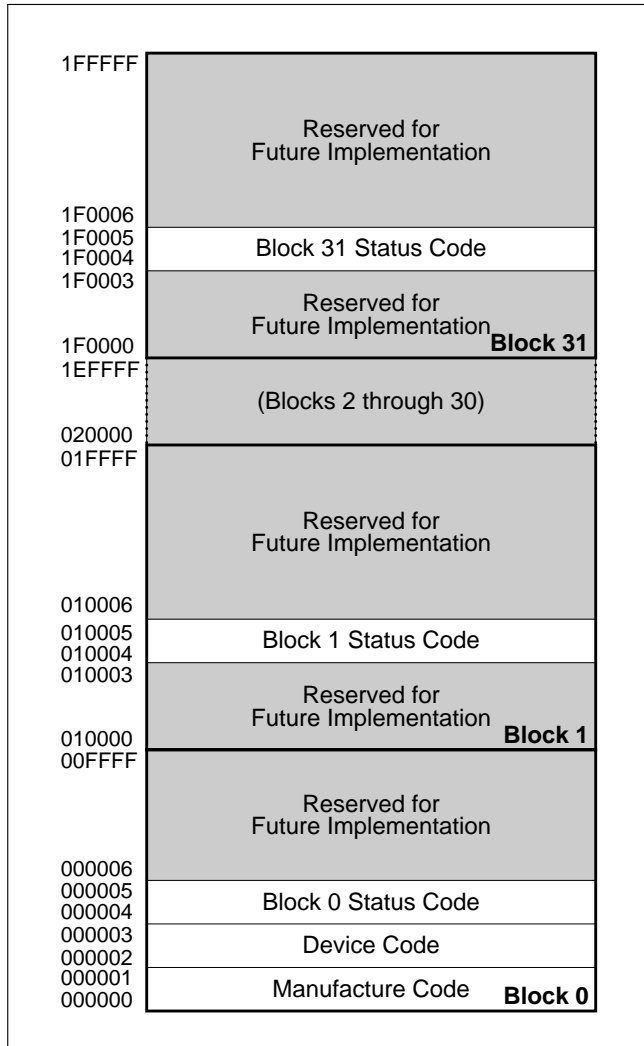 1FFFFF
Reserved for
Future Implementation
1F0006
1F0005
Block 31 Status Code
1F0004
1F0003
Reserved for
Future Implementation
Block 31
1F0000
1EFFFF
(Blocks 2 through 30)
020000
01FFFF
Reserved for
Future Implementation
010006
010005
Block 1 Status Code
010004
010003
Reserved for
Future Implementation
Block 1
010000
00FFFF
Reserved for
Future Implementation
000006
000005
Block 0 Status Code
000004
000003
Device Code
000002
000001
Manufacture Code
Block 0
000000